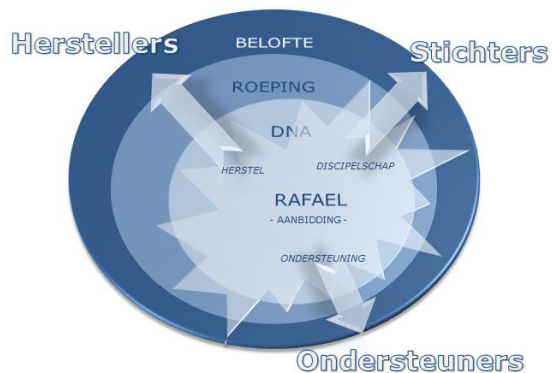 Herstellers
BELOFTE
Stichters
ROEPING
DNA
HERSTEL
DISCIPELSCHAP
RAFAEL
- AANBIDDING -
ONDERSTEUNING
Ondersteuners